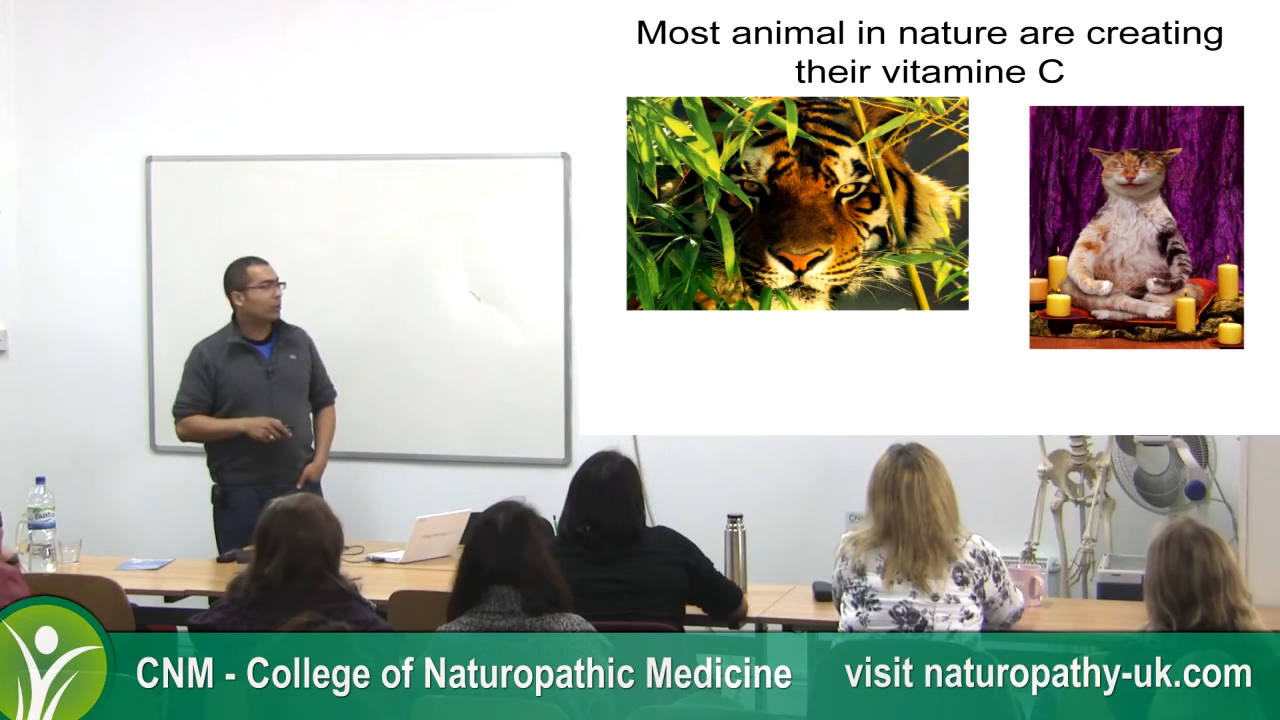 Most animal in nature are creating
their vitamine C
CNM - College of Naturopathic Medicine
visit naturopathy-uk.com